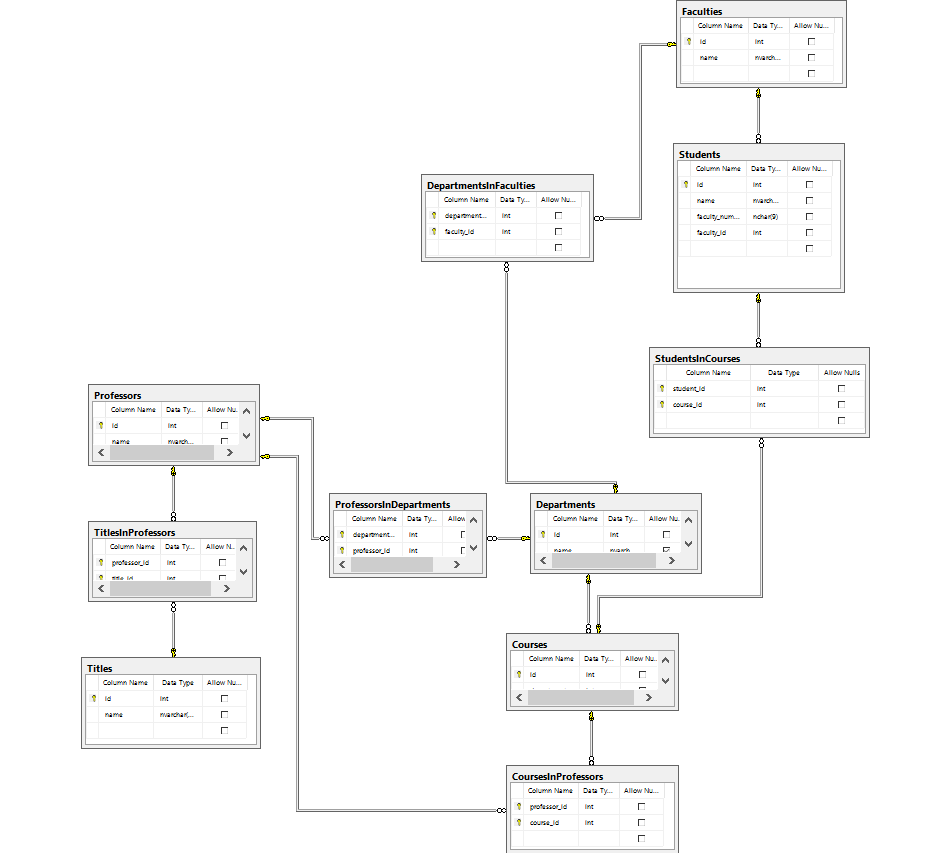 Faculties
Column Name Data Ty... Allow Nu...
id int
name nvarch...
Students
Column Name Data Ty... Allow Nu...
id int
name nvarch...
faculty_num... nchar(9)
faculty_id int
DepartmentsInFaculties
Column Name Data Ty... Allow Nu...
department... int
faculty_id int
StudentsInCourses
Column Name Data Type Allow Nulls
student_id int
course_id int
Professors
Column Name Data Ty... Allow Nu..
id int
name nvarch...
ProfessorsInDepartments
Column Name Data Ty... Allow
department... int
professor_id int
Departments
Column Name Data Ty... Allow Nu..
id int
name nvarch...
TitlesInProfessors
Column Name Data Ty... Allow N..
professor_id int
title_id int
Courses
Column Name Data Ty... Allow Nu..
id int
Titles
Column Name Data Type Allow Nu...
id int
name nvarchar(...
CoursesInProfessors
Column Name Data Ty... Allow Nu...
professor_id int
course_id int